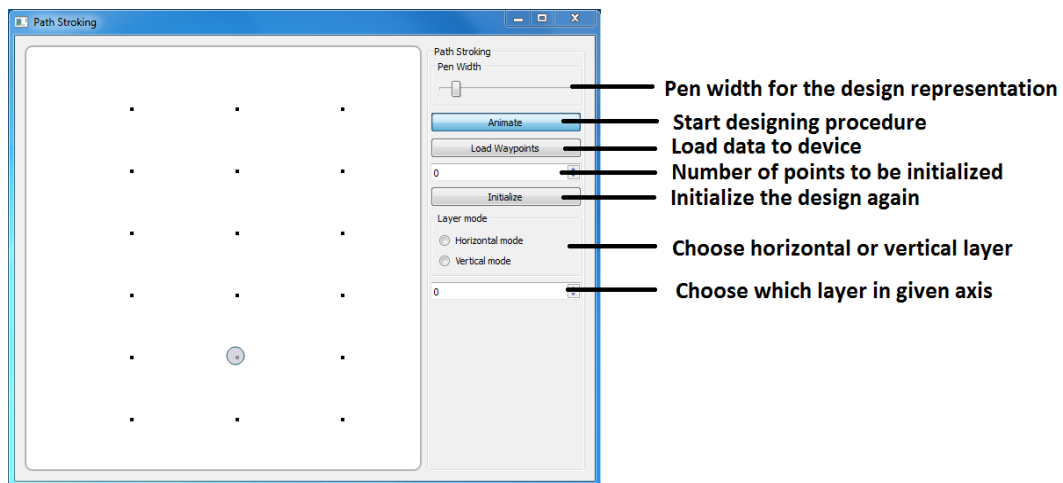 Path Stroking
Path Stroking
Pen Width
Pen width for the design representation
Animate
Start designing procedure
Load Waypoints
Load data to device
0
Number of points to be initialized
Initialize
Initialize the design again
Layer mode
Horizontal mode
Vertical mode
Choose horizontal or vertical layer
0
Choose which layer in given axis